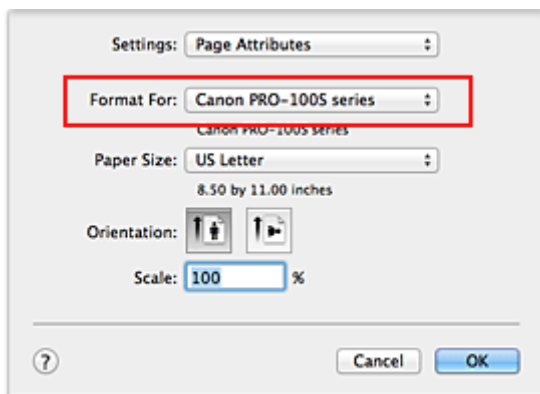 Settings: Page Attributes
Format For: Canon PRO-100S series
Canon PRO-100S series
Paper Size: US Letter
8.50 by 11.00 inches
Orientation:
Scale: 100 %
? Cancel OK